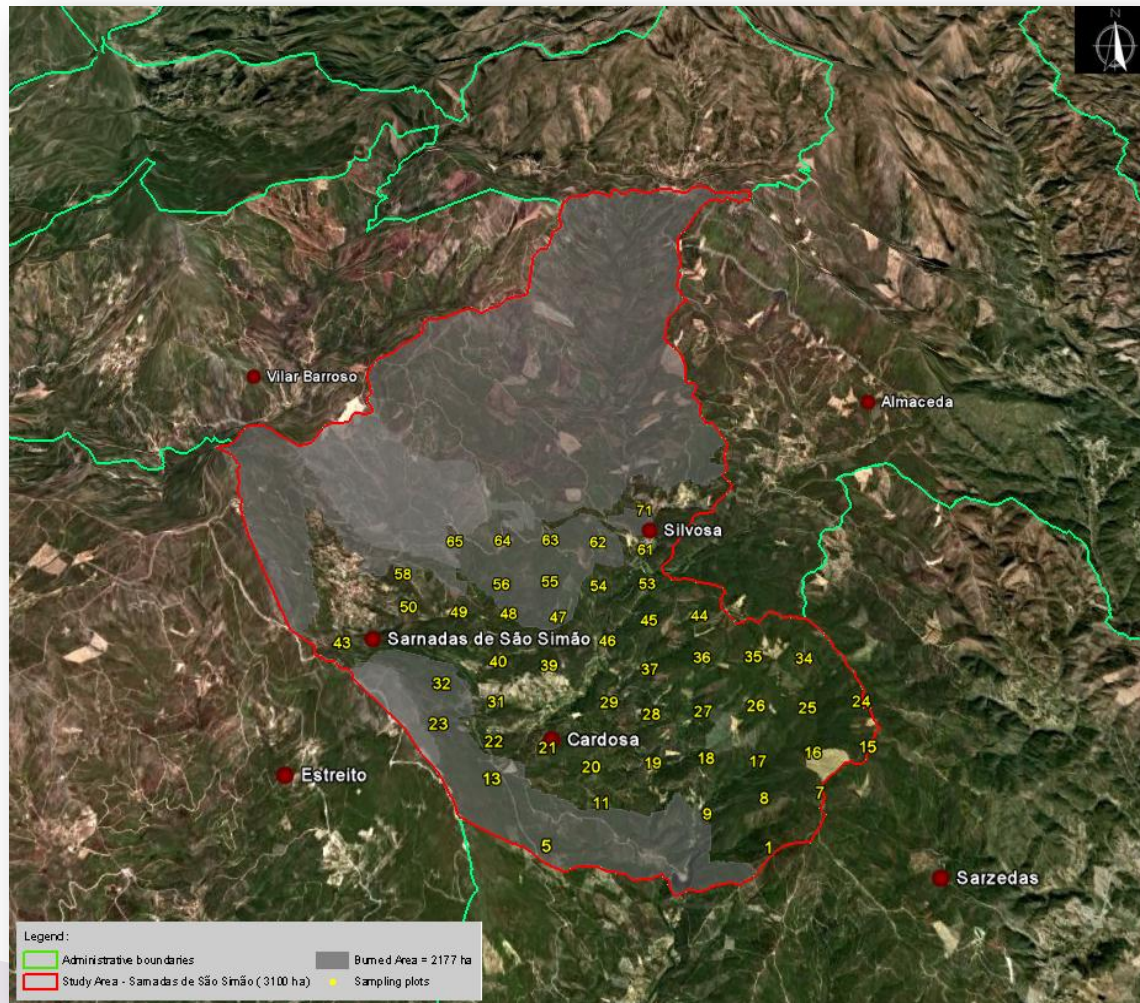 N
Vilar Barroso
Almaceda
71
Silvosa
65 64 63 62 61
58 56 55 54 53
50 49 48 47 45 44
43 Sarnadas de São Simão 46
40 39 37 36 35 34
32 31 29 28 27 26 25 24
23 22 21 Cardosa
20 19 18 17 16 15
Estreito
13 11 9 8 7
5 1
Sarzedas
Legend:
Administrative boundaries
Burned Area = 2177 ha
Study Area - Sarnadas de São Simão ( 3100 ha)
Sampling plots